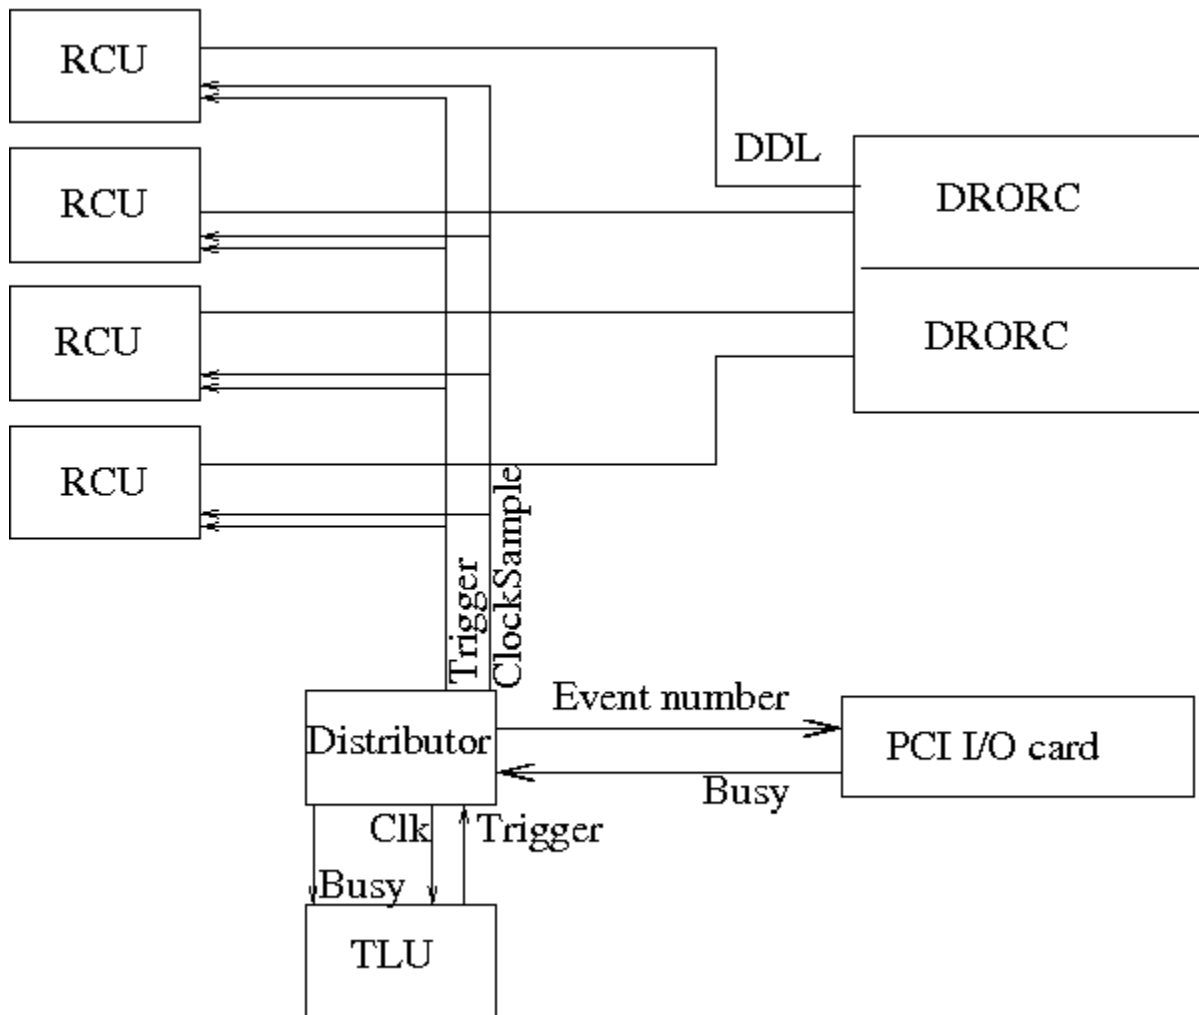 RCU
DDL
RCU
DRORC
RCU
DRORC
RCU
Trigger
ClockSample
Event number
Distributor
PCI I/O card
Busy
Clk
Trigger
Busy
TLU